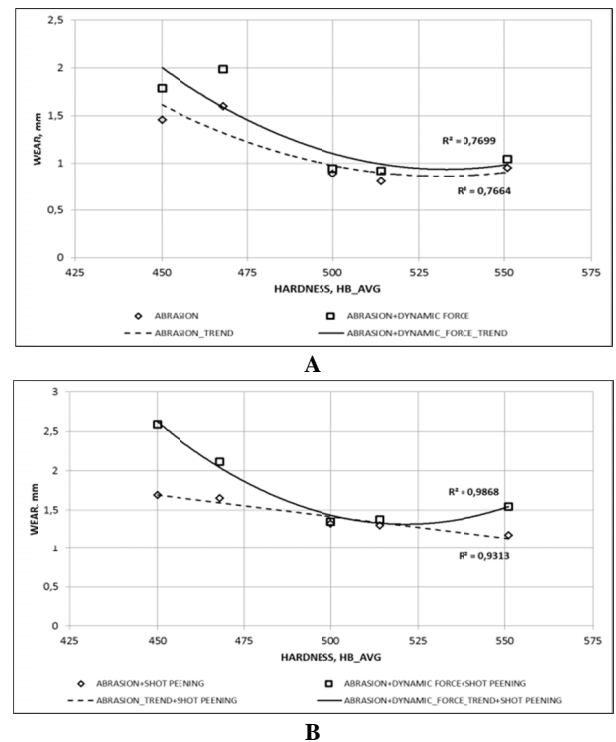 2,5
2
1,5
1
0,5
0
WEAR, mm
R² = 0,7699
R² = 0,7664
425 450 475 500 525 550 575
HARDNESS, HB_AVG
ABRASION ABRASION+DYNAMIC FORCE
ABRASION_TREND ABRASION+DYNAMIC_FORCE_TREND
A
3
2,5
2
1,5
1
0,5
0
WEAR. mm
R² = 0,9868
R² = 0,9313
425 450 475 500 525 550 575
HARDNESS, HB_AVG
ABRASION+SHOT PEENING ABRASION+DYNAMIC FORCE+SHOT PEENING
ABRASION_TREND+SHOT PEENING ABRASION+DYNAMIC_FORCE_TREND+SHOT PEENING
B